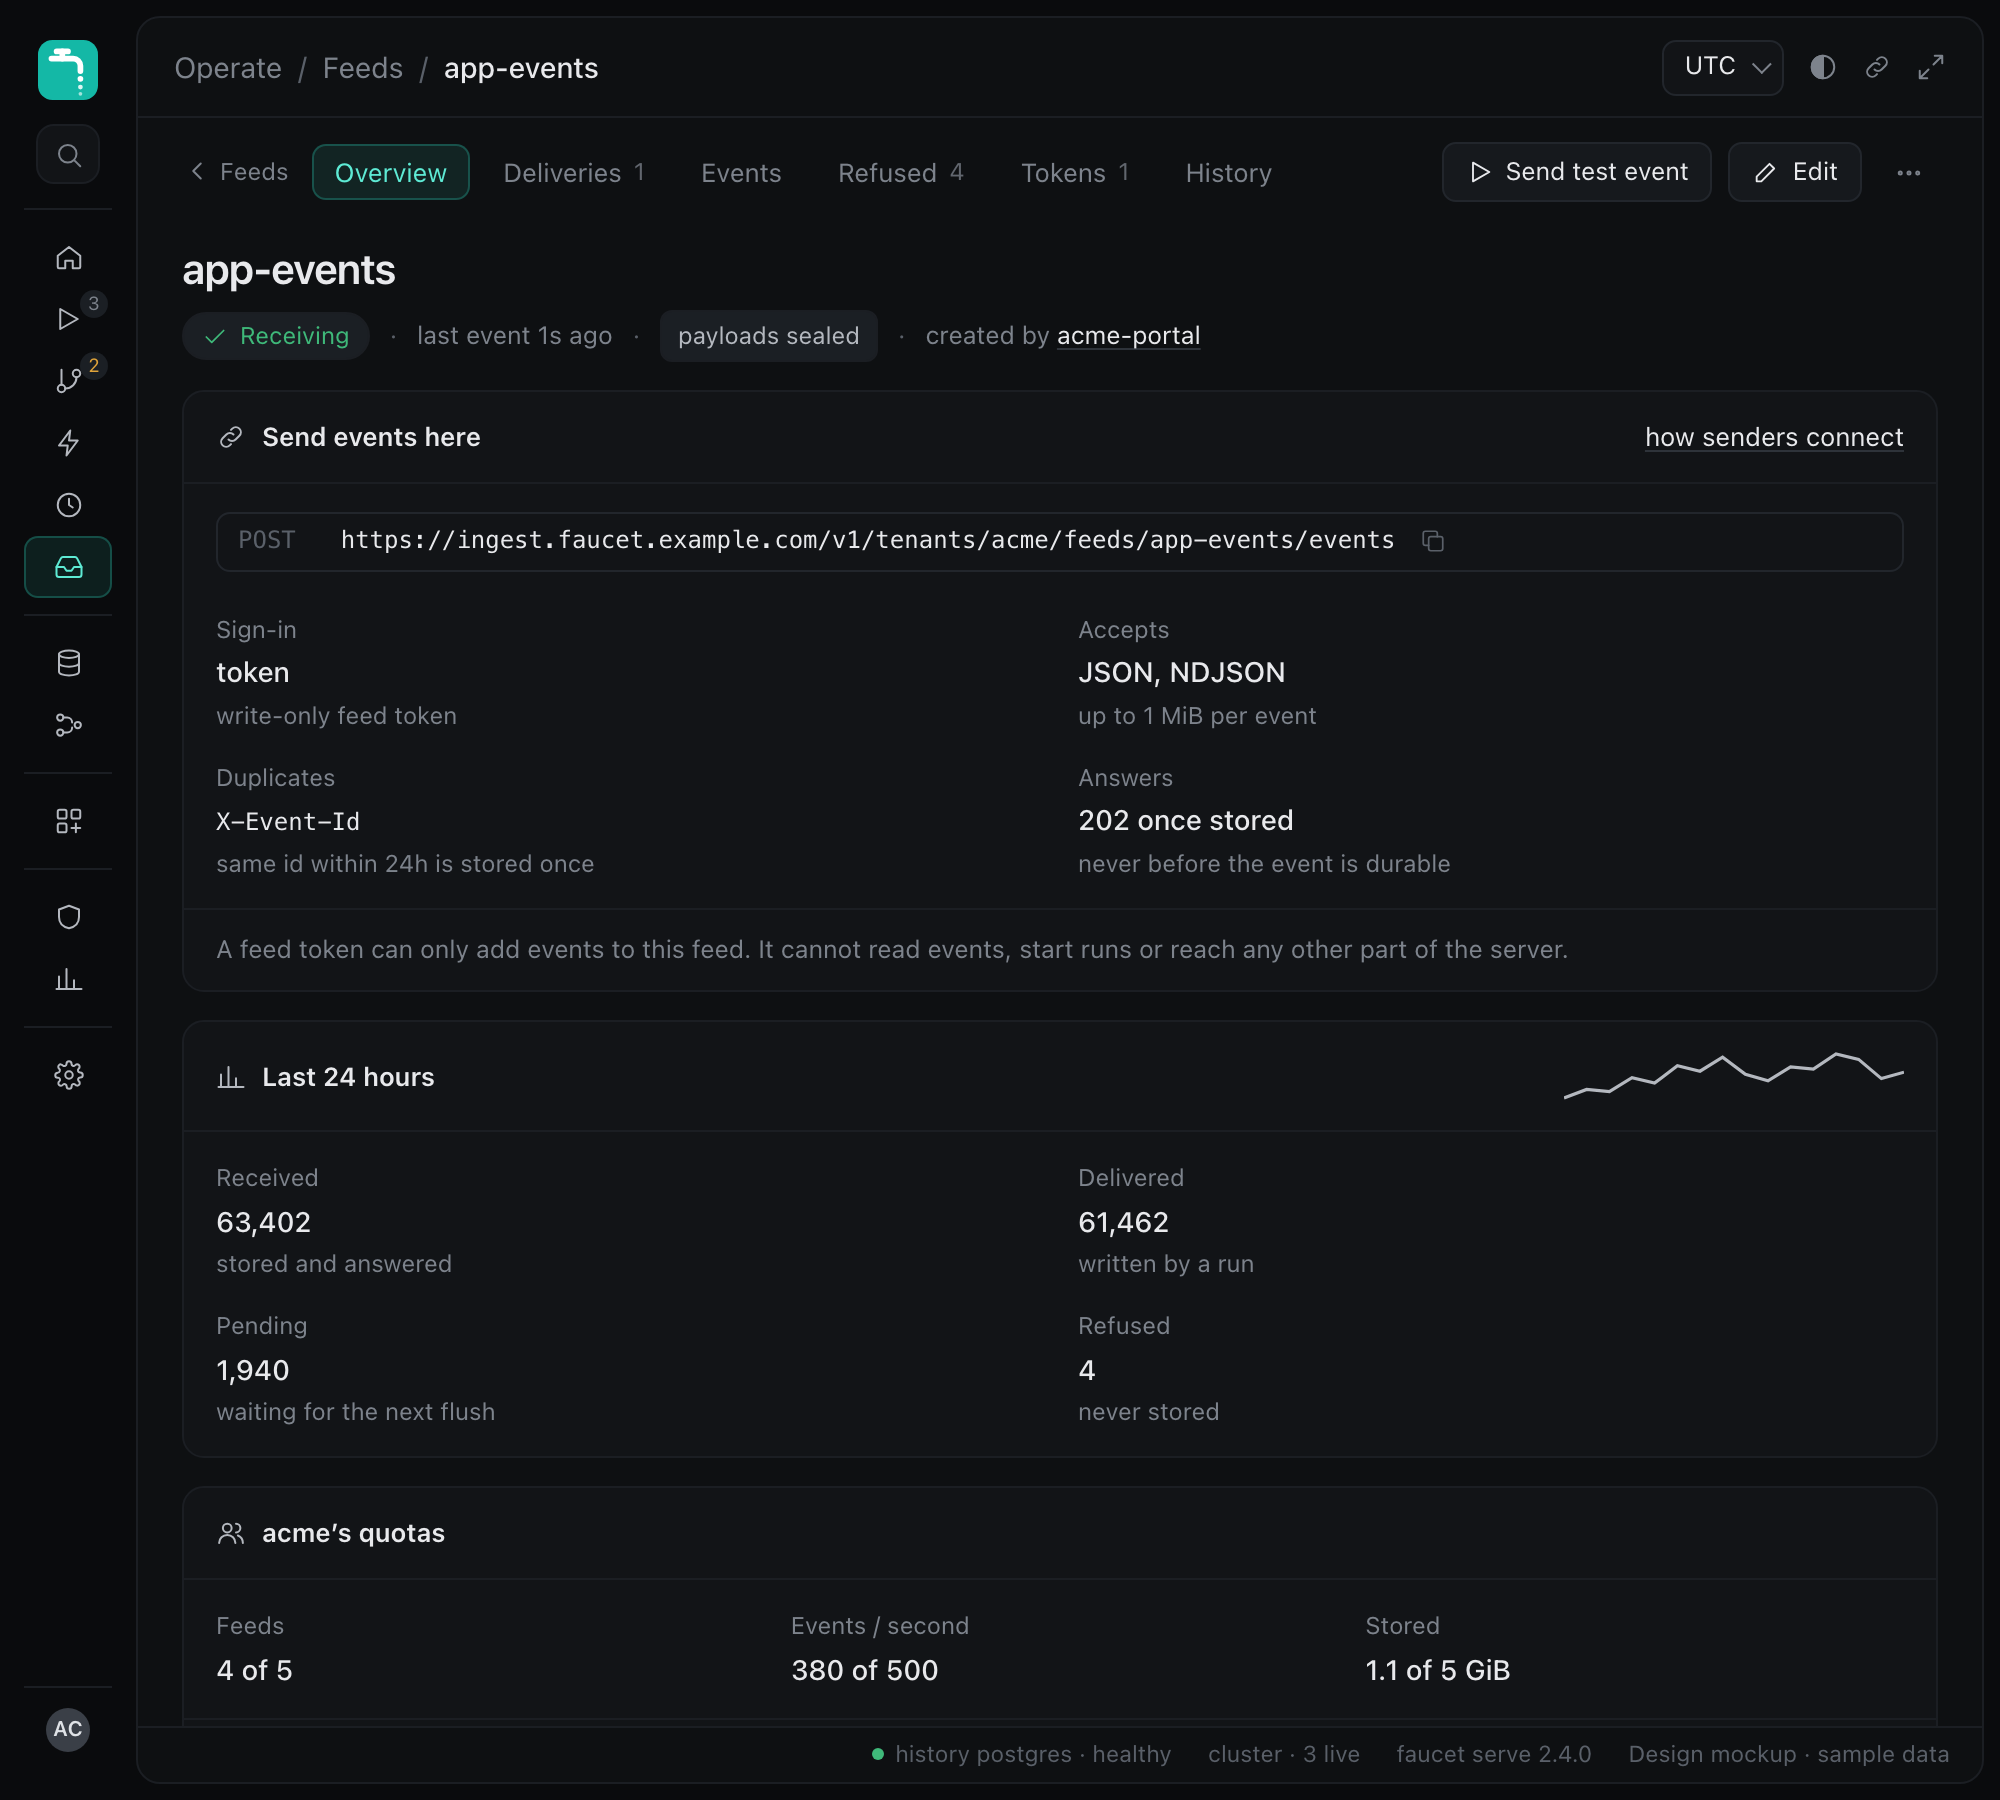 Operate / Feeds / app-events
UTC
3
2
AC
Feeds
Overview
Deliveries 1
Events
Refused 4
Tokens 1
History
Send test event
Edit
app-events
Receiving · last event 1s ago · payloads sealed · created by acme-portal
Send events here
how senders connect
POST https://ingest.faucet.example.com/v1/tenants/acme/feeds/app-events/events
Sign-in
token
write-only feed token
Accepts
JSON, NDJSON
up to 1 MiB per event
Duplicates
X-Event-Id
same id within 24h is stored once
Answers
202 once stored
never before the event is durable
A feed token can only add events to this feed. It cannot read events, start runs or reach any other part of the server.
Last 24 hours
Received
63,402
stored and answered
Delivered
61,462
written by a run
Pending
1,940
waiting for the next flush
Refused
4
never stored
acme’s quotas
Feeds
4 of 5
Events / second
380 of 500
Stored
1.1 of 5 GiB
history postgres · healthy
cluster · 3 live
faucet serve 2.4.0
Design mockup · sample data